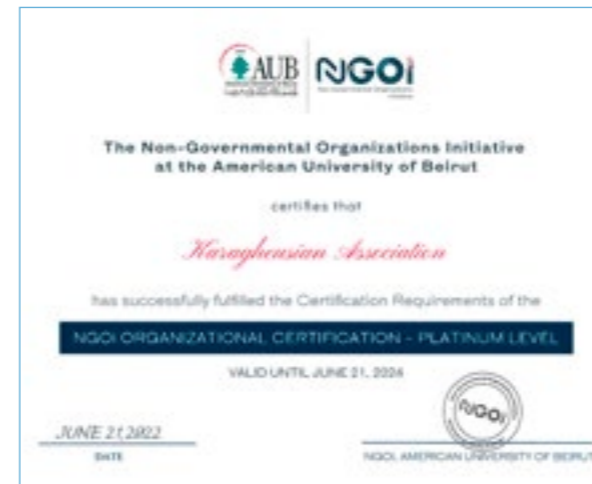 AUB
NGOi
The Non-Governmental Organizations Initiative
at the American University of Beirut
certifies that
Karagheusian Association
has successfully fulfilled the Certification Requirements of the
NGOI ORGANIZATIONAL CERTIFICATION - PLATINUM LEVEL
VALID UNTIL JUNE 21, 2024
NGOi
JUNE 21,2022
DATE
NGOI, AMERICAN UNIVERSITY OF BEIRUT